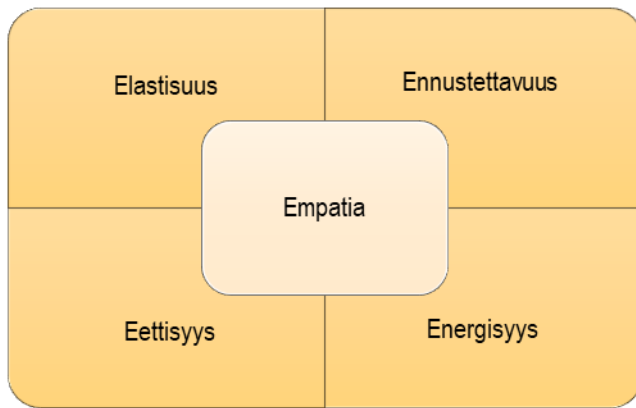 Elastisuus
Ennustettavuus
Empatia
Eettisyys
Energisyys